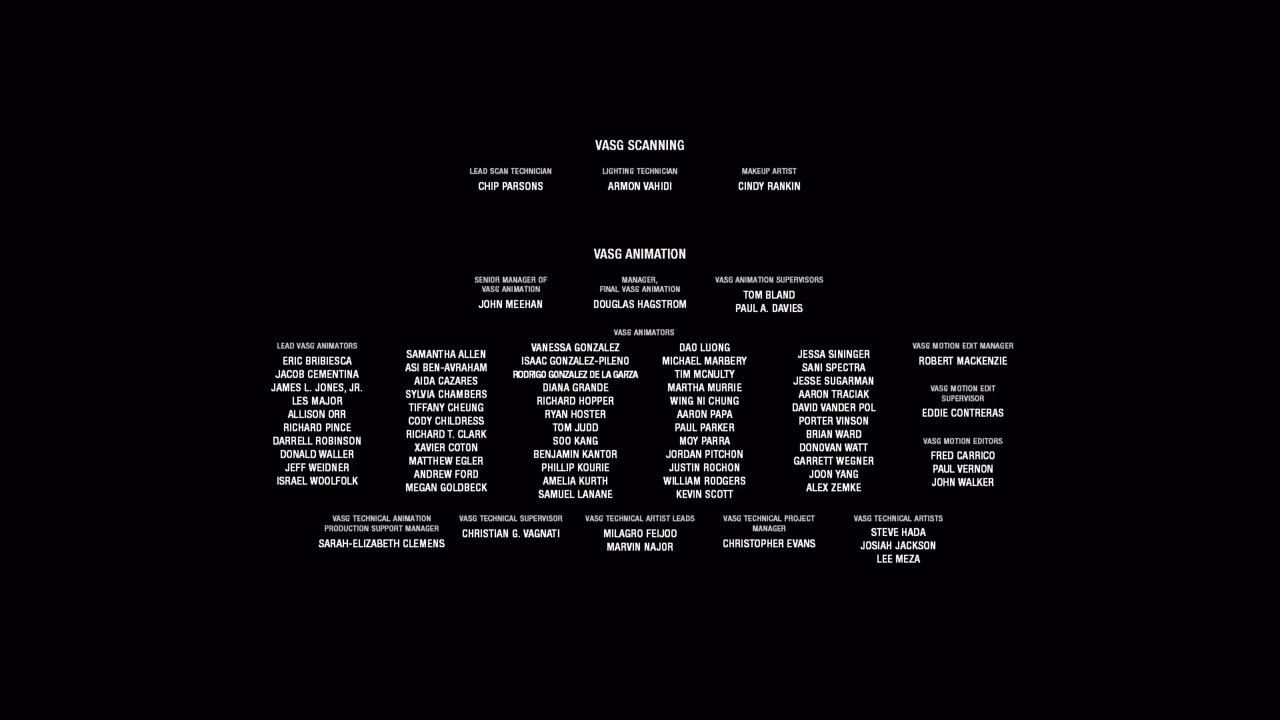 VASG SCANNING
LEAD SCAN TECHNICIAN
CHIP PARSONS
LIGHTING TECHNICIAN
ARMON VAHIDI
MAKEUP ARTIST
CINDY RANKIN
VASG ANIMATION
SENIOR MANAGER OF
VASG ANIMATION
JOHN MEEHAN
MANAGER,
FINAL VASG ANIMATION
DOUGLAS HAGSTROM
VASG ANIMATION SUPERVISORS
TOM BLAND
PAUL A. DAVIES
LEAD VASG ANIMATORS
ERIC BRIBIESCA
JACOB CEMENTINA
JAMES L. JONES, JR.
LES MAJOR
ALLISON ORR
RICHARD PINCE
DARRELL ROBINSON
DONALD WALLER
JEFF WEIDNER
ISRAEL WOOLFOLK
VASG ANIMATORS
SAMANTHA ALLEN
ASI BEN-AVRAHAM
AIDA CAZARES
SYLVIA CHAMBERS
TIFFANY CHEUNG
CODY CHILDRESS
RICHARD T. CLARK
XAVIER COTON
MATTHEW EGLER
ANDREW FORD
MEGAN GOLDBECK
VANESSA GONZALEZ
ISAAC GONZALEZ-PILENO
RODRIGO GONZALEZ DE LA GARZA
DIANA GRANDE
RICHARD HOPPER
RYAN HOSTER
TOM JUDD
SOO KANG
BENJAMIN KANTOR
PHILLIP KOURIE
AMELIA KURTH
SAMUEL LANANE
DAO LUONG
MICHAEL MARBERY
TIM MCNULTY
MARTHA MURRIE
WING NI CHUNG
AARON PAPA
PAUL PARKER
MOY PARRA
JORDAN PITCHON
JUSTIN ROCHON
WILLIAM RODGERS
KEVIN SCOTT
JESSA SININGER
SANI SPECTRA
JESSE SUGARMAN
AARON TRACIAK
DAVID VANDER POL
PORTER VINSON
BRIAN WARD
DONOVAN WATT
GARRETT WEGNER
JOON YANG
ALEX ZEMKE
VASG MOTION EDIT MANAGER
ROBERT MACKENZIE
VASG MOTION EDIT
SUPERVISOR
EDDIE CONTRERAS
VASG MOTION EDITORS
FRED CARRICO
PAUL VERNON
JOHN WALKER
VASG TECHNICAL ANIMATION
PRODUCTION SUPPORT MANAGER
SARAH-ELIZABETH CLEMENS
VASG TECHNICAL SUPERVISOR
CHRISTIAN G. VAGNATI
VASG TECHNICAL ARTIST LEADS
MILAGRO FEIJOO
MARVIN NAJOR
VASG TECHNICAL PROJECT
MANAGER
CHRISTOPHER EVANS
VASG TECHNICAL ARTISTS
STEVE HADA
JOSIAH JACKSON
LEE MEZA